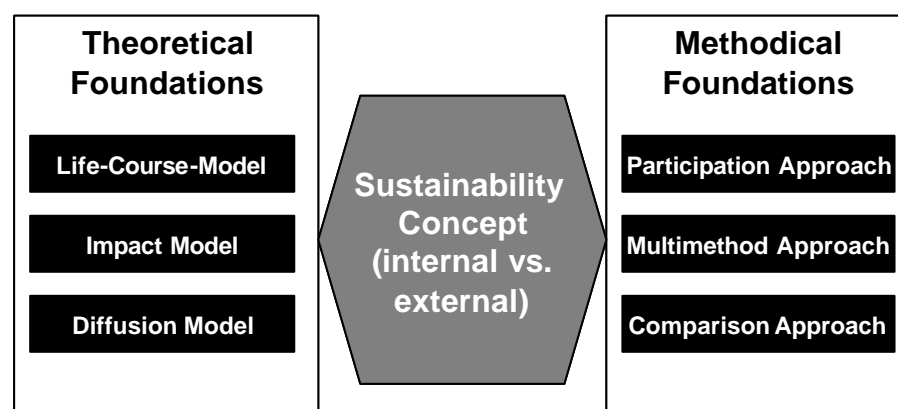 Theoretical
Foundations
Life-Course-Model
Impact Model
Diffusion Model
Sustainability
Concept
(internal vs.
external)
Methodical
Foundations
Participation Approach
Multimethod Approach
Comparison Approach